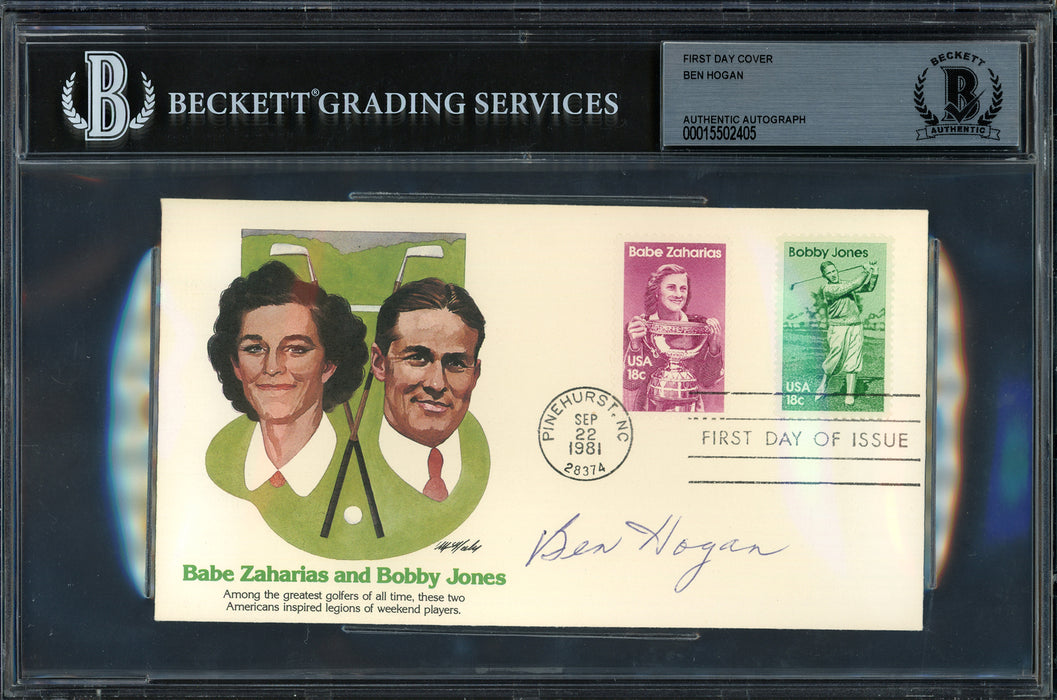 B
BECKETT® GRADING SERVICES
FIRST DAY COVER
BEN HOGAN
AUTHENTIC AUTOGRAPH
00015502405
BECKETT
B
AUTHENTIC
Babe Zaharias
USA
18c
Bobby Jones
USA
18c
PINEHURST, NC
SEP
22
1981
28374
FIRST DAY OF ISSUE
Ben Hogan
Babe Zaharias and Bobby Jones
Among the greatest golfers of all time, these two
Americans inspired legions of weekend players.